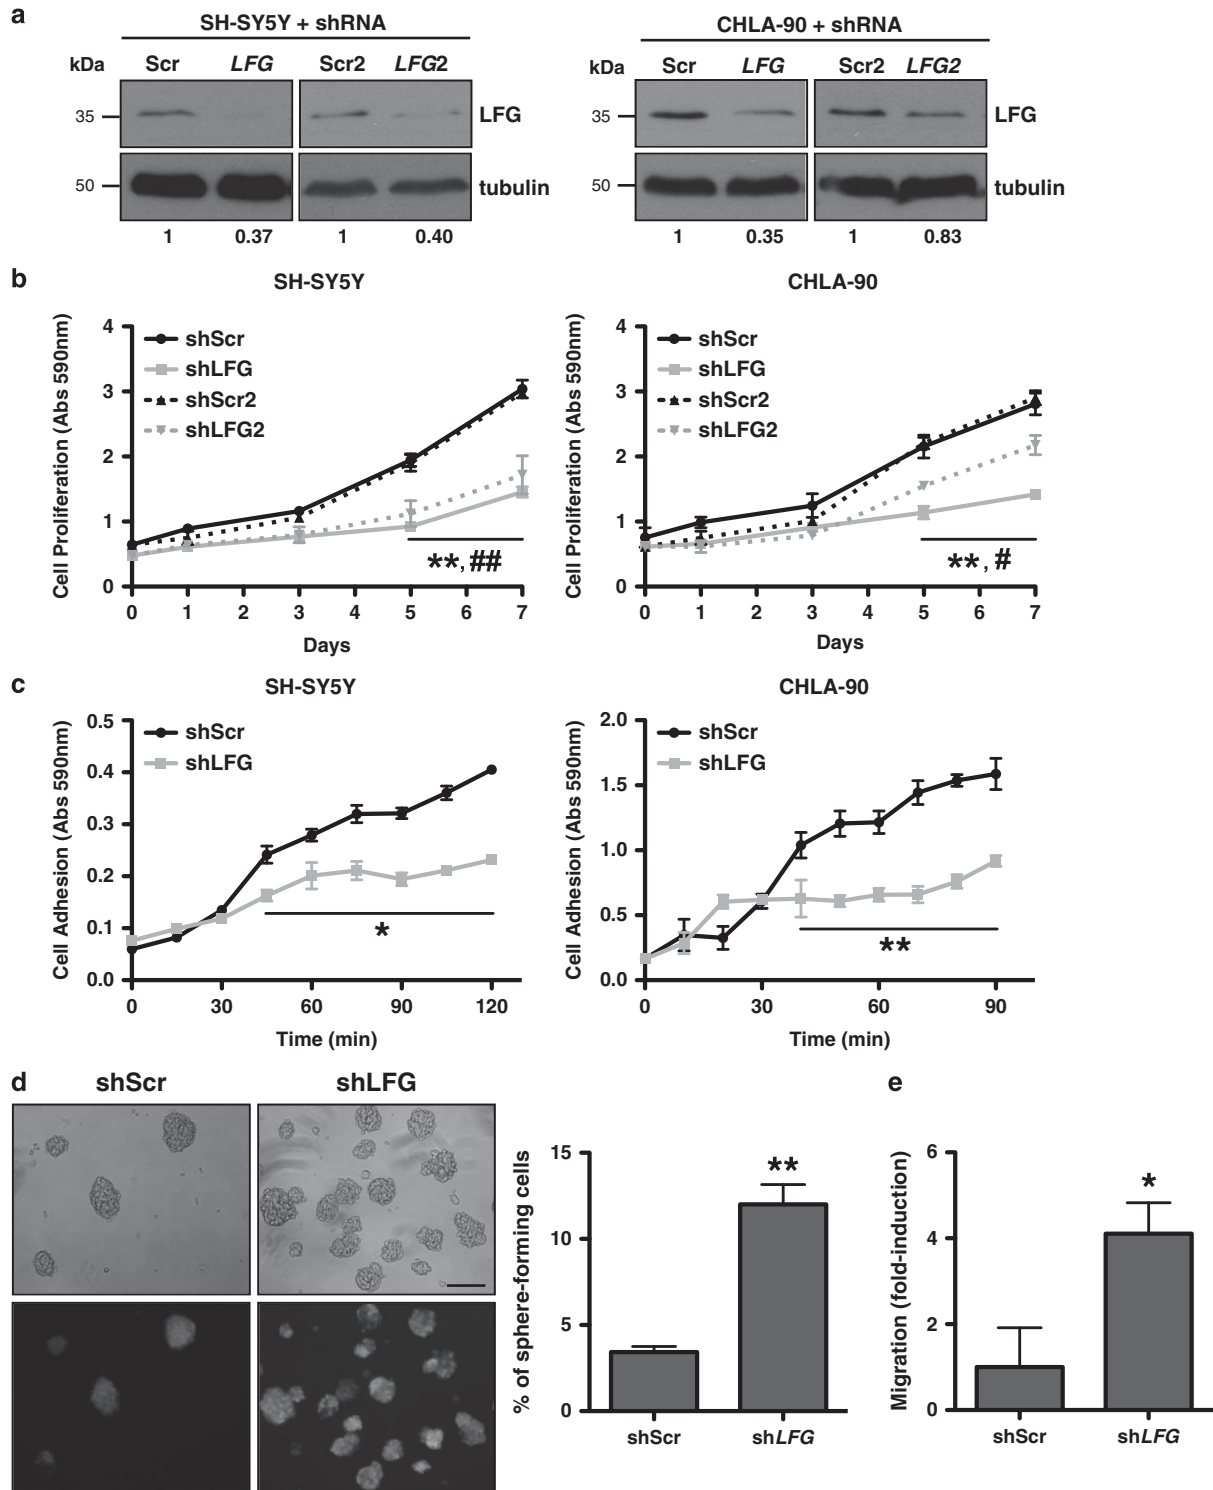 a
SH-SY5Y + shRNA
CHLA-90 + shRNA
kDa Scr LFG Scr2 LFG2
kDa Scr LFG Scr2 LFG2
35 LFG
35 LFG
50 tubulin
50 tubulin
1 0.37 1 0.40
1 0.35 1 0.83
b
SH-SY5Y
Cell Proliferation (Abs 590nm)
4
3
2
1
0
shScr
shLFG
shScr2
shLFG2
**, ##
0 1 2 3 4 5 6 7
Days
CHLA-90
Cell Proliferation (Abs 590nm)
4
3
2
1
0
shScr
shLFG
shScr2
shLFG2
**, #
0 1 2 3 4 5 6 7
Days
c
SH-SY5Y
Cell Adhesion (Abs 590nm)
0.5
0.4
0.3
0.2
0.1
0.0
shScr
shLFG
*
0 30 60 90 120
Time (min)
CHLA-90
Cell Adhesion (Abs 590nm)
2.0
1.5
1.0
0.5
0.0
shScr
shLFG
**
0 30 60 90
Time (min)
d
shScr shLFG
% of sphere-forming cells
15
10
5
0
**
shScr shLFG
e
Migration (fold-induction)
6
4
2
0
*
shScr shLFG